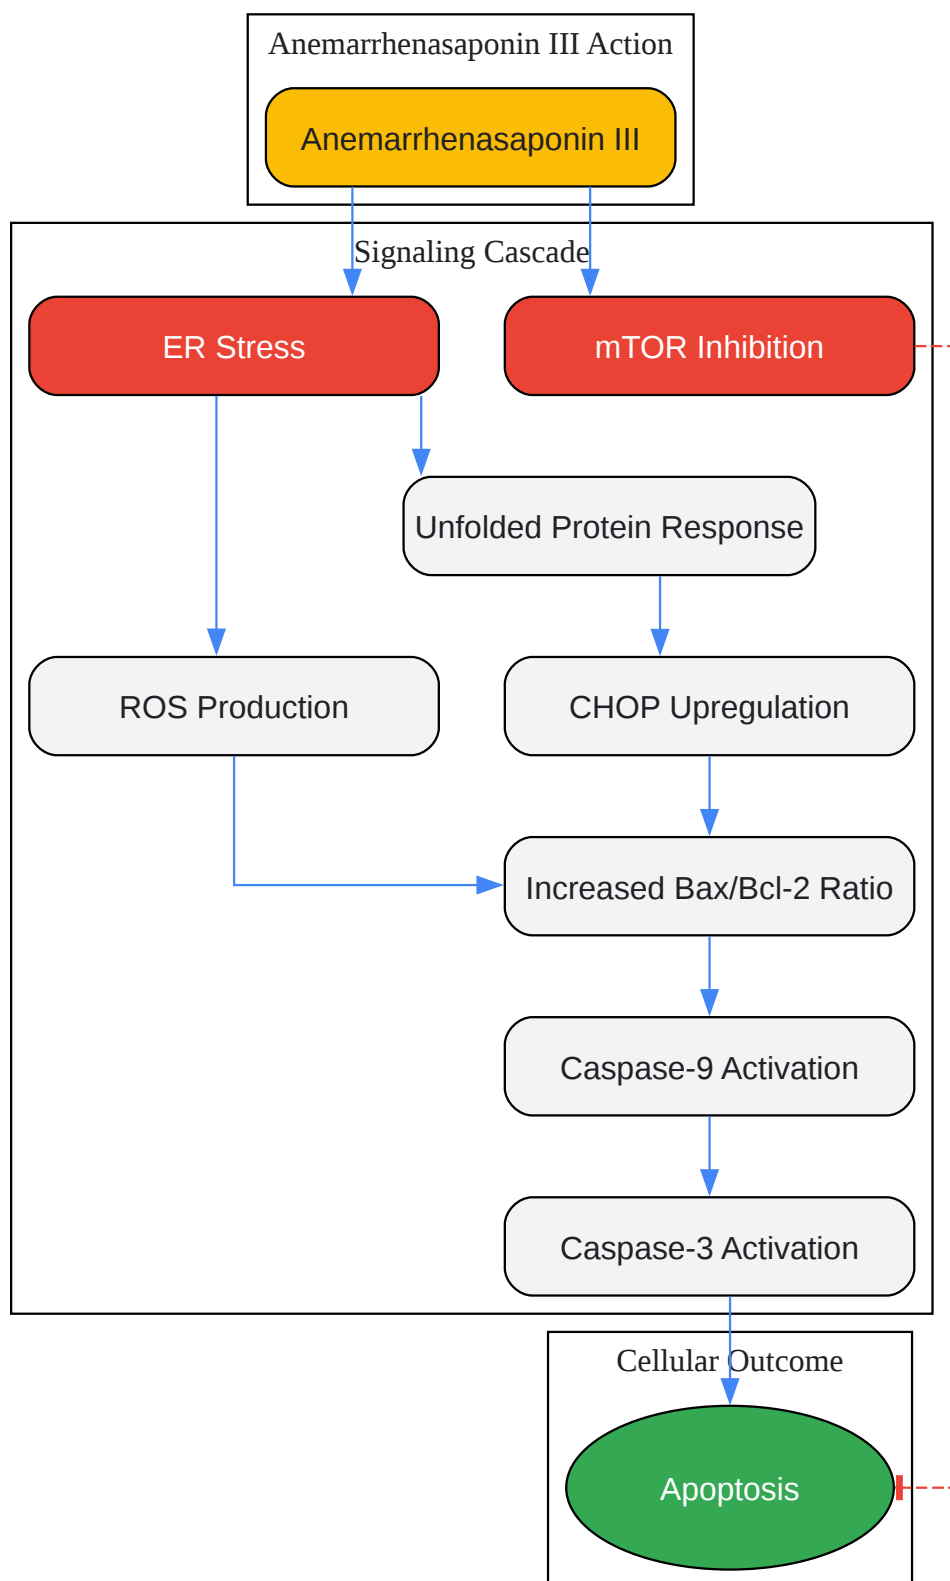 Anemarrhenasaponin III Action
Anemarrhenasaponin III
Signaling Cascade
ER Stress
mTOR Inhibition
Unfolded Protein Response
ROS Production
CHOP Upregulation
Increased Bax/Bcl-2 Ratio
Caspase-9 Activation
Caspase-3 Activation
Cellular Outcome
Apoptosis